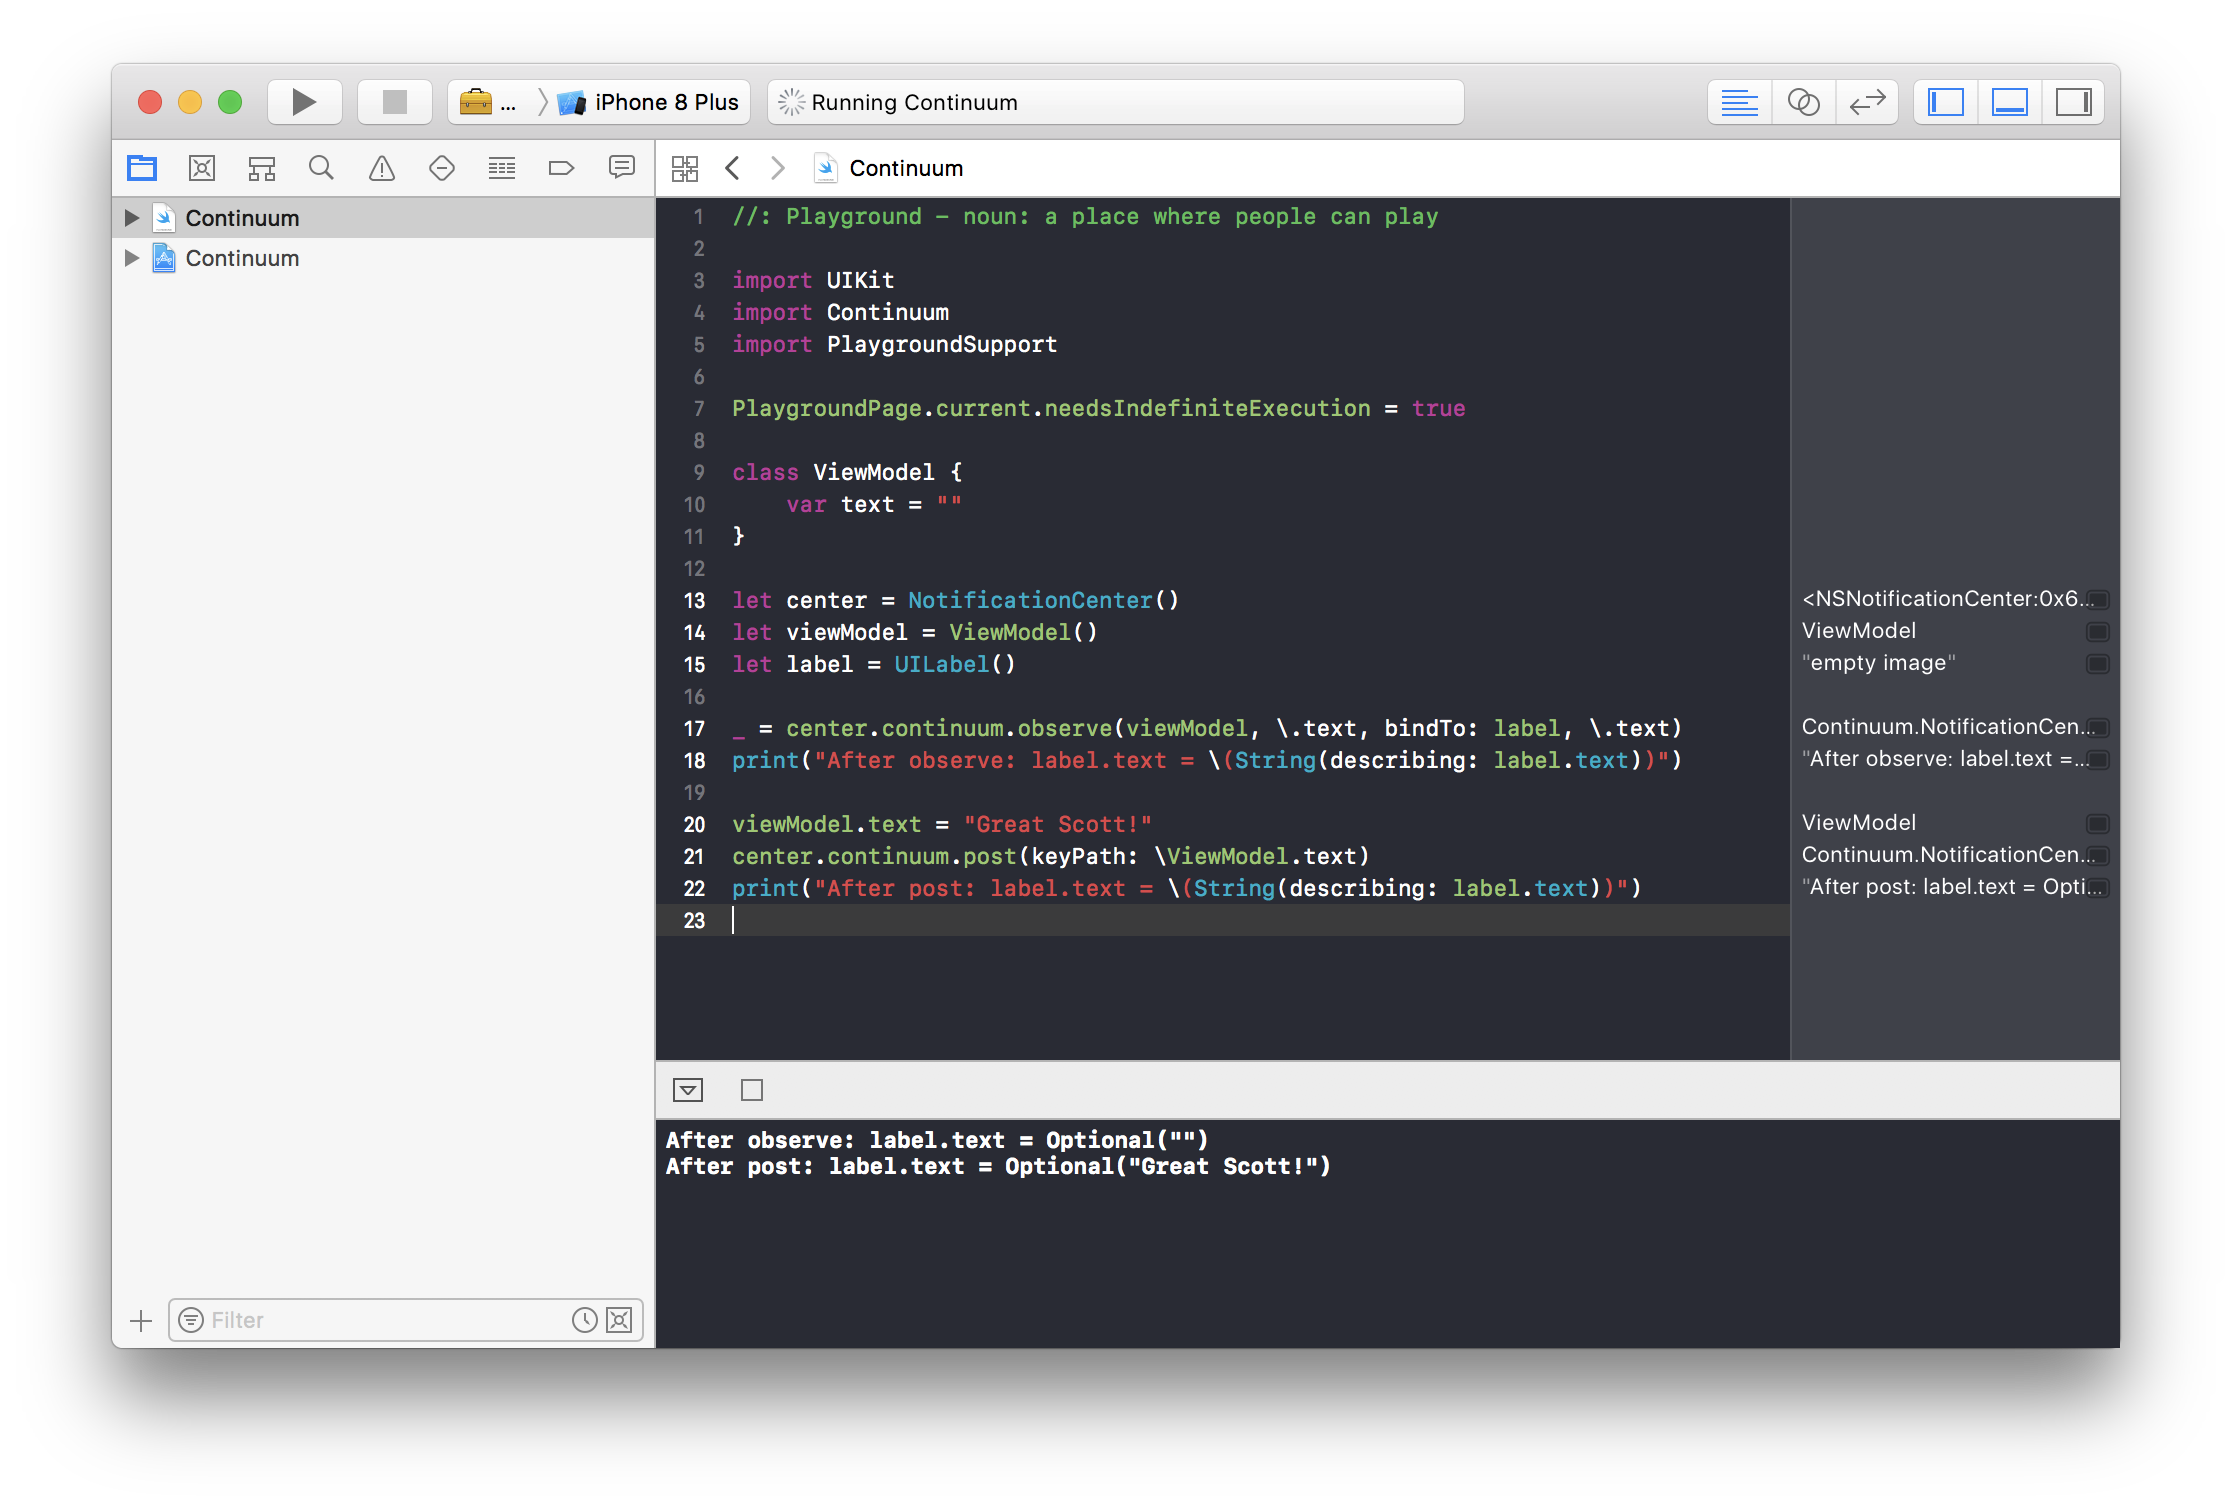 ... iPhone 8 Plus Running Continuum
Continuum
Continuum
Continuum
1 //: Playground – noun: a place where people can play
2
3 import UIKit
4 import Continuum
5 import PlaygroundSupport
6
7 PlaygroundPage.current.needsIndefiniteExecution = true
8
9 class ViewModel {
10 var text = ""
11 }
12
13 let center = NotificationCenter()
14 let viewModel = ViewModel()
15 let label = UILabel()
16
17 _ = center.continuum.observe(viewModel, \.text, bindTo: label, \.text)
18 print("After observe: label.text = \(String(describing: label.text))")
19
20 viewModel.text = "Great Scott!"
21 center.continuum.post(keyPath: \ViewModel.text)
22 print("After post: label.text = \(String(describing: label.text))")
23
<NSNotificationCenter:0x6...
ViewModel
"empty image"
Continuum.NotificationCen...
"After observe: label.text =...
ViewModel
Continuum.NotificationCen...
"After post: label.text = Opti...
After observe: label.text = Optional("")
After post: label.text = Optional("Great Scott!")
Filter